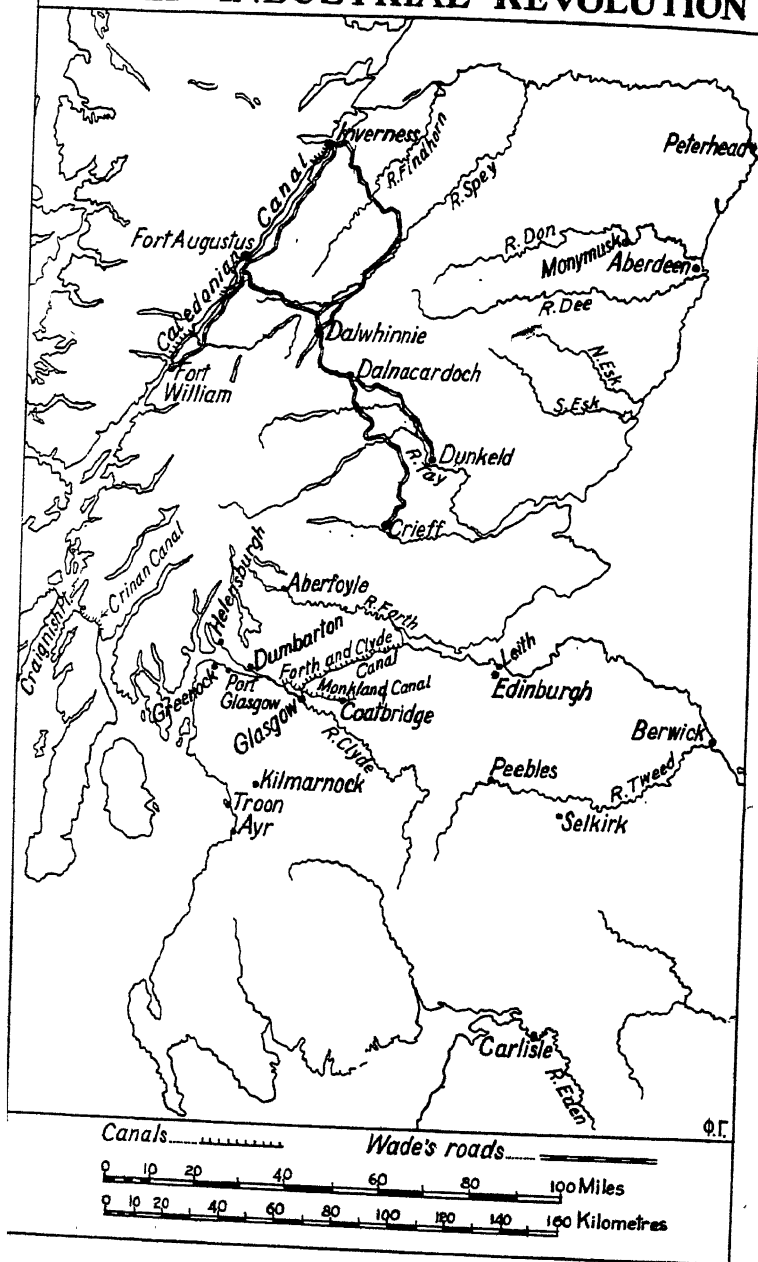 INDUSTRIAL REVOLUTION
Inverness
R. Findhorn
R. Spey
Peterhead
Caledonian Canal
Fort Augustus
R. Don
Monymusk
Aberdeen
R. Dee
Dalwhinnie
Fort
William
Dalnacardoch
N. Esk
S. Esk
R. Tay
Dunkeld
Crieff
Crinan Canal
Craignish Pt.
Helensburgh
Aberfoyle
R. Forth
Dumbarton
Forth and Clyde
Canal
Leith
Edinburgh
Greenock
Port
Glasgow
Monkland Canal
Glasgow
Coatbridge
R. Clyde
Berwick
Kilmarnock
Peebles
R. Tweed
Troon
Selkirk
Ayr
Carlisle
R. Eden
Φ.Γ.
Canals
Wade's roads
0 10 20 40 60 80 100 Miles
0 10 20 40 60 80 100 120 140 160 Kilometres